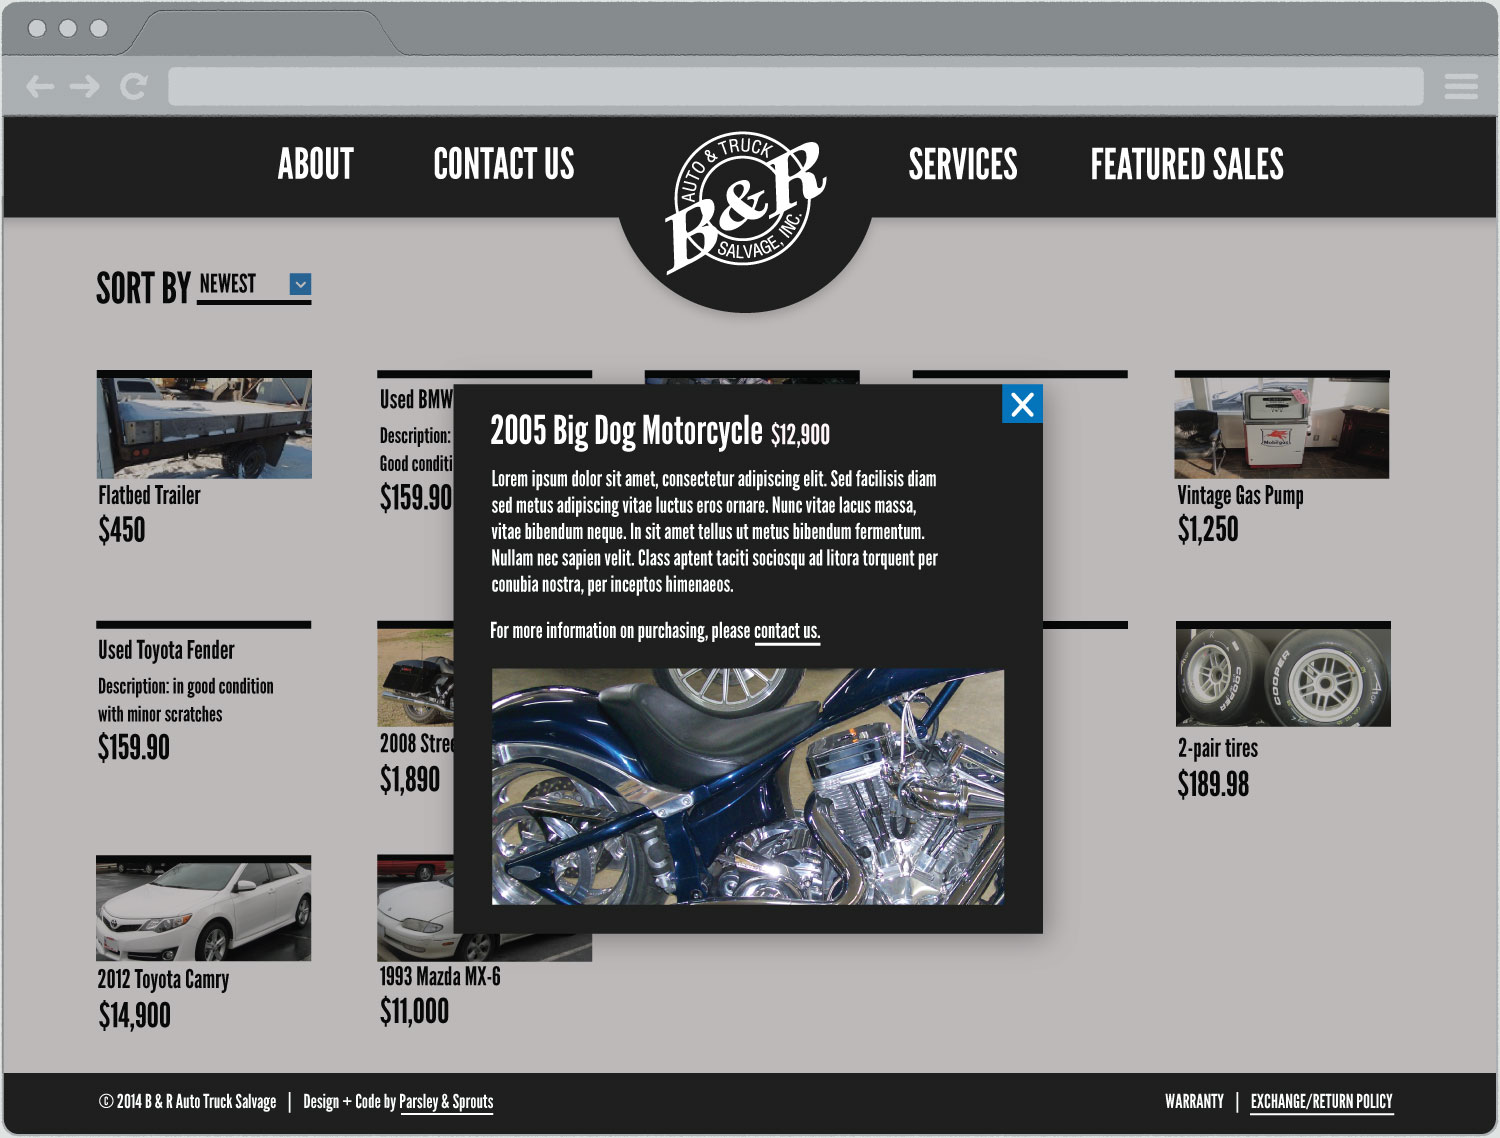 ABOUT
CONTACT US
AUTO & TRUCK
B&R
SALVAGE, INC.
SERVICES
FEATURED SALES
SORT BY NEWEST
Flatbed Trailer
$450
Used BMW
Description:
Good conditi
$159.90
2005 Big Dog Motorcycle $12,900
Lorem ipsum dolor sit amet, consectetur adipiscing elit. Sed facilisis diam
sed metus adipiscing vitae luctus eros ornare. Nunc vitae lacus massa,
vitae bibendum neque. In sit amet tellus ut metus bibendum fermentum.
Nullam nec sapien velit. Class aptent taciti sociosqu ad litora torquent per
conubia nostra, per inceptos himenaeos.
For more information on purchasing, please contact us.
Mobilgas
Vintage Gas Pump
$1,250
Used Toyota Fender
Description: in good condition
with minor scratches
$159.90
2008 Stree
$1,890
COOPER
COOPER
2-pair tires
$189.98
2012 Toyota Camry
$14,900
1993 Mazda MX-6
$11,000
© 2014 B & R Auto Truck Salvage | Design + Code by Parsley & Sprouts
WARRANTY | EXCHANGE/RETURN POLICY